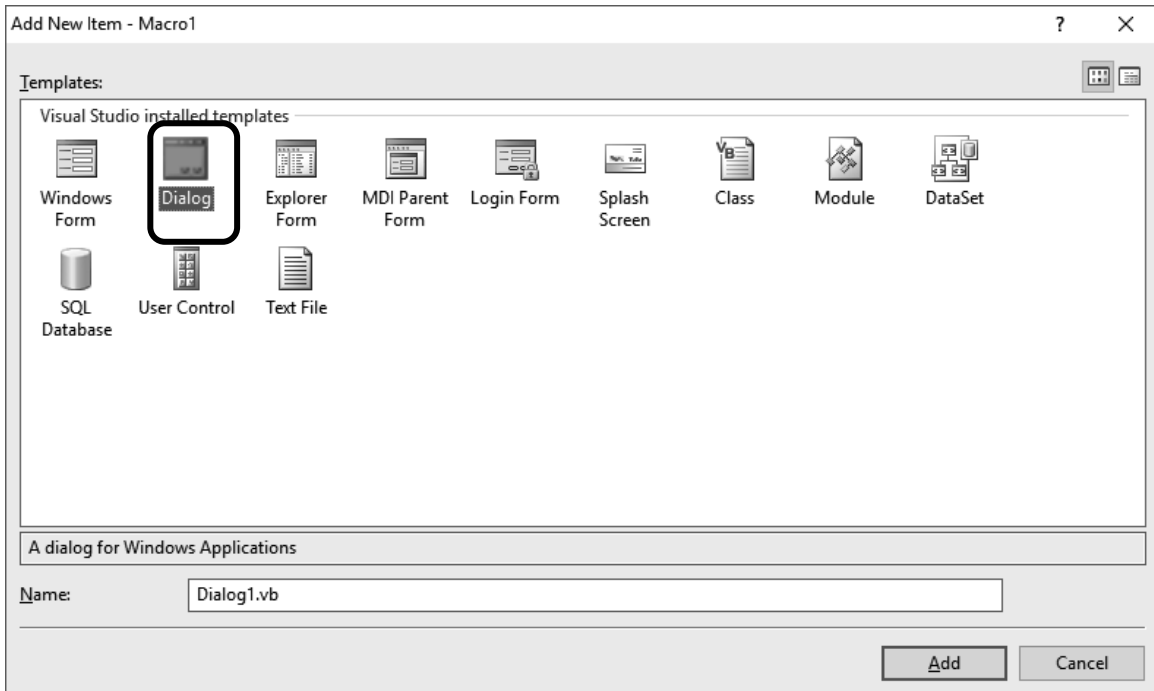 Add New Item - Macro1
?
Templates:
Visual Studio installed templates
Windows Form
Dialog
Explorer Form
MDI Parent Form
Login Form
Splash Screen
Class
Module
DataSet
SQL Database
User Control
Text File
A dialog for Windows Applications
Name:
Dialog1.vb
Add
Cancel